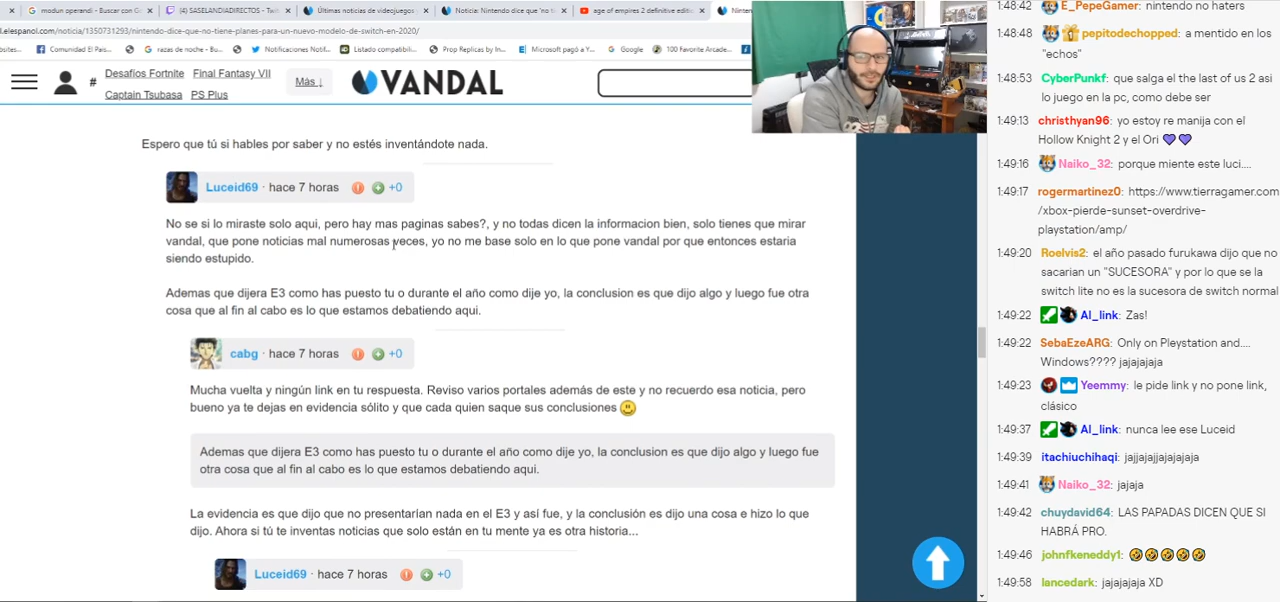 modun operandi - Buscar con G
(4) SASELANDIADIRECTOS - Twit
Últimas noticias de videojuegos
Noticia: Nintendo dice que 'no t
age of empires 2 definitive editi
Ninten
l.elespanol.com/noticia/1350731293/nintendo-dice-que-no-tiene-planes-para-un-nuevo-modelo-de-switch-en-2020/
Comunidad El Pais...
razas de noche - Bu...
Notificaciones Notif...
Listado compatibili...
Prop Replicas by In...
Microsoft pagó a Y...
Google
100 Favorite Arcade...
# Desafíos Fortnite Final Fantasy VII
Captain Tsubasa PS Plus
Más ↓
VANDAL
Espero que tú si hables por saber y no estés inventándote nada.
Luceid69 · hace 7 horas +0
No se si lo miraste solo aqui, pero hay mas paginas sabes?, y no todas dicen la informacion bien, solo tienes que mirar
vandal, que pone noticias mal numerosas veces, yo no me base solo en lo que pone vandal por que entonces estaria
siendo estupido.
Ademas que dijera E3 como has puesto tu o durante el año como dije yo, la conclusion es que dijo algo y luego fue otra
cosa que al fin al cabo es lo que estamos debatiendo aqui.
cabg · hace 7 horas +0
Mucha vuelta y ningún link en tu respuesta. Reviso varios portales además de este y no recuerdo esa noticia, pero
bueno ya te dejas en evidencia sólito y que cada quien saque sus conclusiones
Ademas que dijera E3 como has puesto tu o durante el año como dije yo, la conclusion es que dijo algo y luego fue
otra cosa que al fin al cabo es lo que estamos debatiendo aqui.
La evidencia es que dijo que no presentarían nada en el E3 y así fue, y la conclusión es dijo una cosa e hizo lo que
dijo. Ahora si tú te inventas noticias que solo están en tu mente ya es otra historia...
Luceid69 · hace 7 horas +0
1:48:42 E_PepeGamer: nintendo no haters
1:48:48 pepitodechopped: a mentido en los
"echos"
1:48:53 CyberPunkf: que salga el the last of us 2 asi
lo juego en la pc, como debe ser
1:49:13 christhyan96: yo estoy re manija con el
Hollow Knight 2 y el Ori 💜💜
1:49:16 Naiko_32: porque miente este luci....
1:49:17 rogermartinez0: https://www.tierragamer.com
/xbox-pierde-sunset-overdrive-
playstation/amp/
1:49:20 Roelvis2: el año pasado furukawa dijo que no
sacarian un "SUCESORA" y por lo que se la
switch lite no es la sucesora de switch normal
1:49:22 Al_link: Zas!
1:49:22 SebaEzeARG: Only on Pleystation and....
Windows???? jajajajaja
1:49:23 Yeemmy: le pide link y no pone link,
clásico
1:49:37 Al_link: nunca lee ese Luceid
1:49:39 itachiuchihaqi: jajjajajjajajajaja
1:49:41 Naiko_32: jajaja
1:49:42 chuydavid64: LAS PAPADAS DICEN QUE SI
HABRÁ PRO.
1:49:46 johnfkeneddy1: 🤣🤣🤣🤣🤣
1:49:58 lancedark: jajajajaja XD